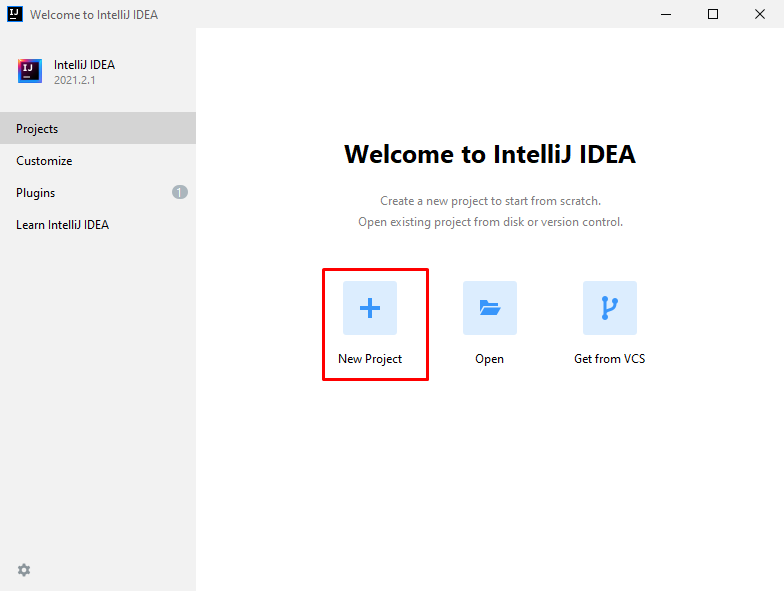 Welcome to IntelliJ IDEA
IJ
IntelliJ IDEA
2021.2.1
Projects
Customize
Plugins
1
Learn IntelliJ IDEA
Welcome to IntelliJ IDEA
Create a new project to start from scratch.
Open existing project from disk or version control.
New Project
Open
Get from VCS